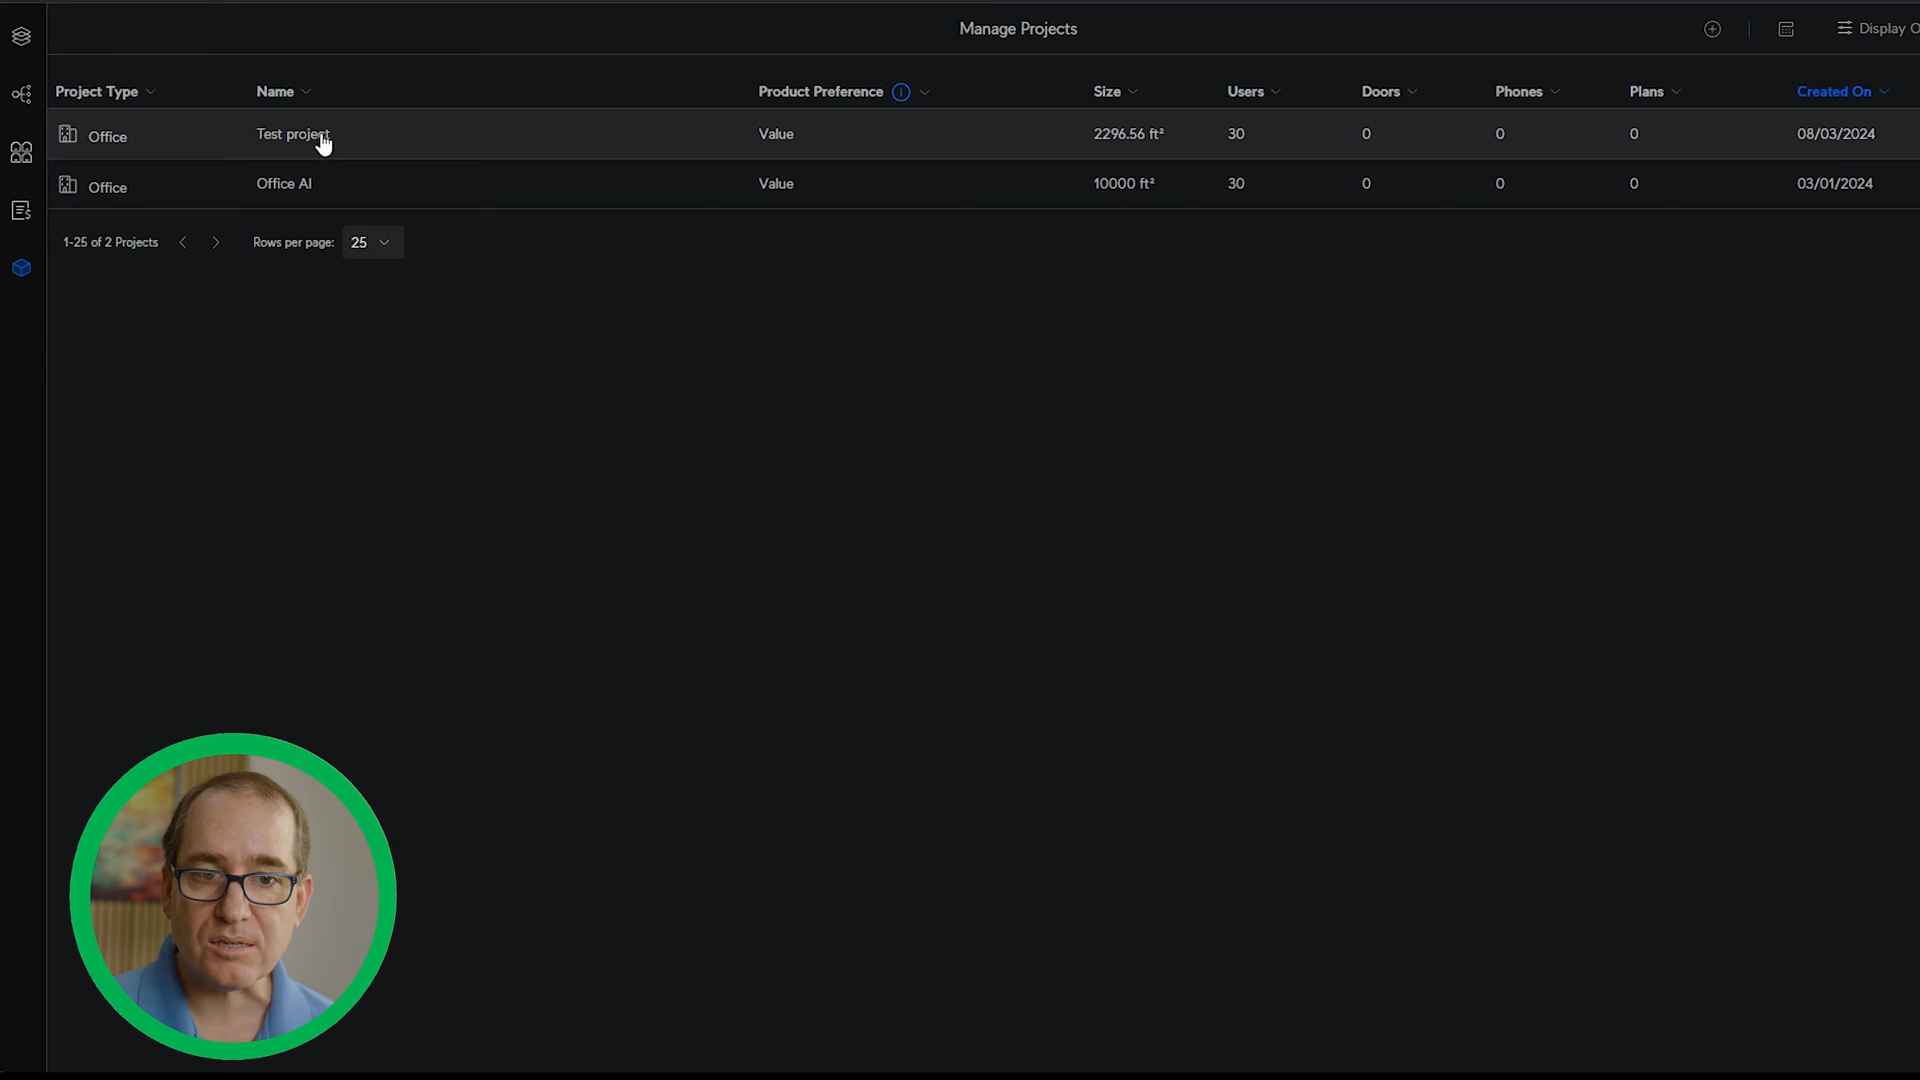 Manage Projects
Display O
Project Type Name Product Preference Size Users Doors Phones Plans Created On
Office Test project Value 2296.56 ft² 30 0 0 0 08/03/2024
Office Office AI Value 10000 ft² 30 0 0 0 03/01/2024
1-25 of 2 Projects Rows per page: 25